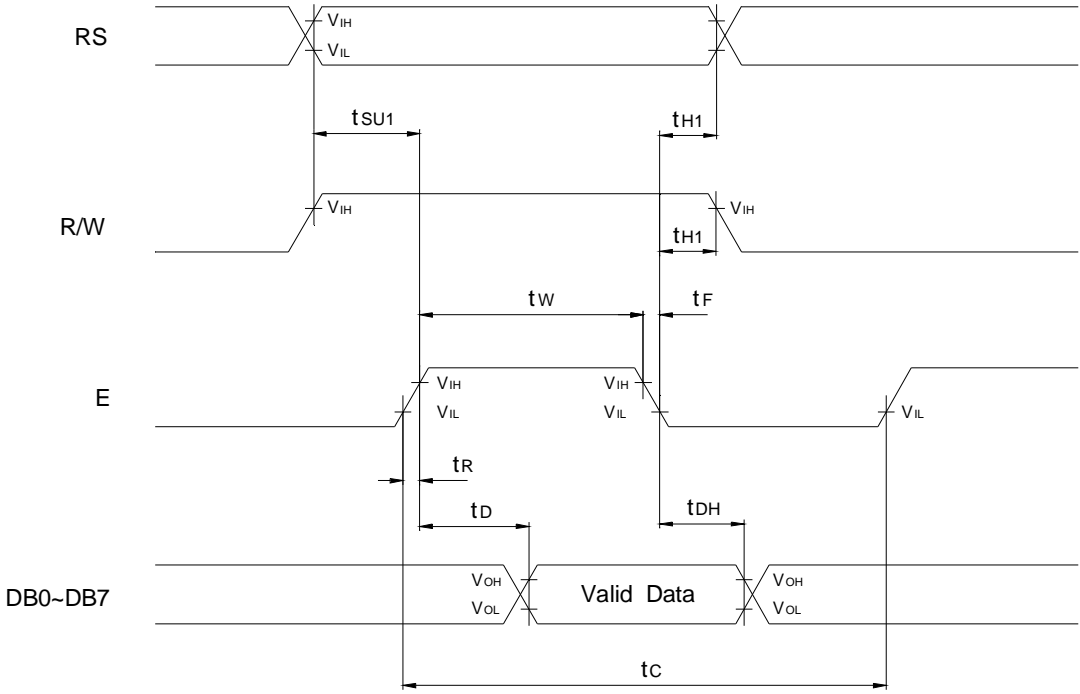 RS
VIH
VIL
tSU1
tH1
R/W
VIH
VIH
tH1
tW
tF
E
VIH
VIL
VIH
VIL
VIL
tR
tD
tDH
DB0~DB7
VOH
VOL
Valid Data
VOH
VOL
tC